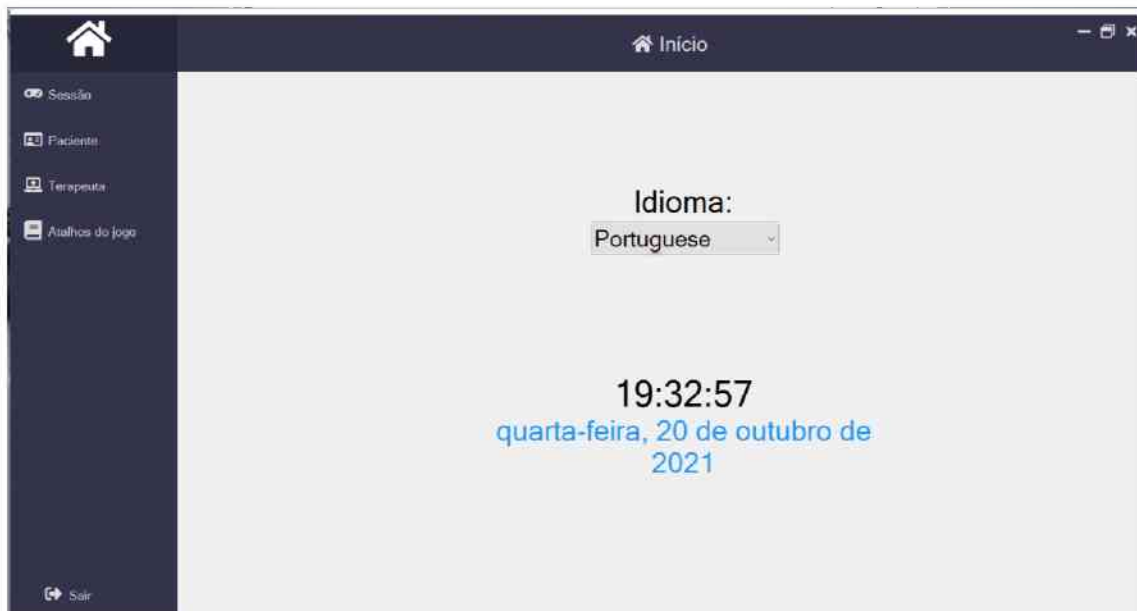 Início
Sessão
Paciente
Terapeuta
Atalhos do jogo
Idioma:
Portuguese
19:32:57
quarta-feira, 20 de outubro de
2021
Sair